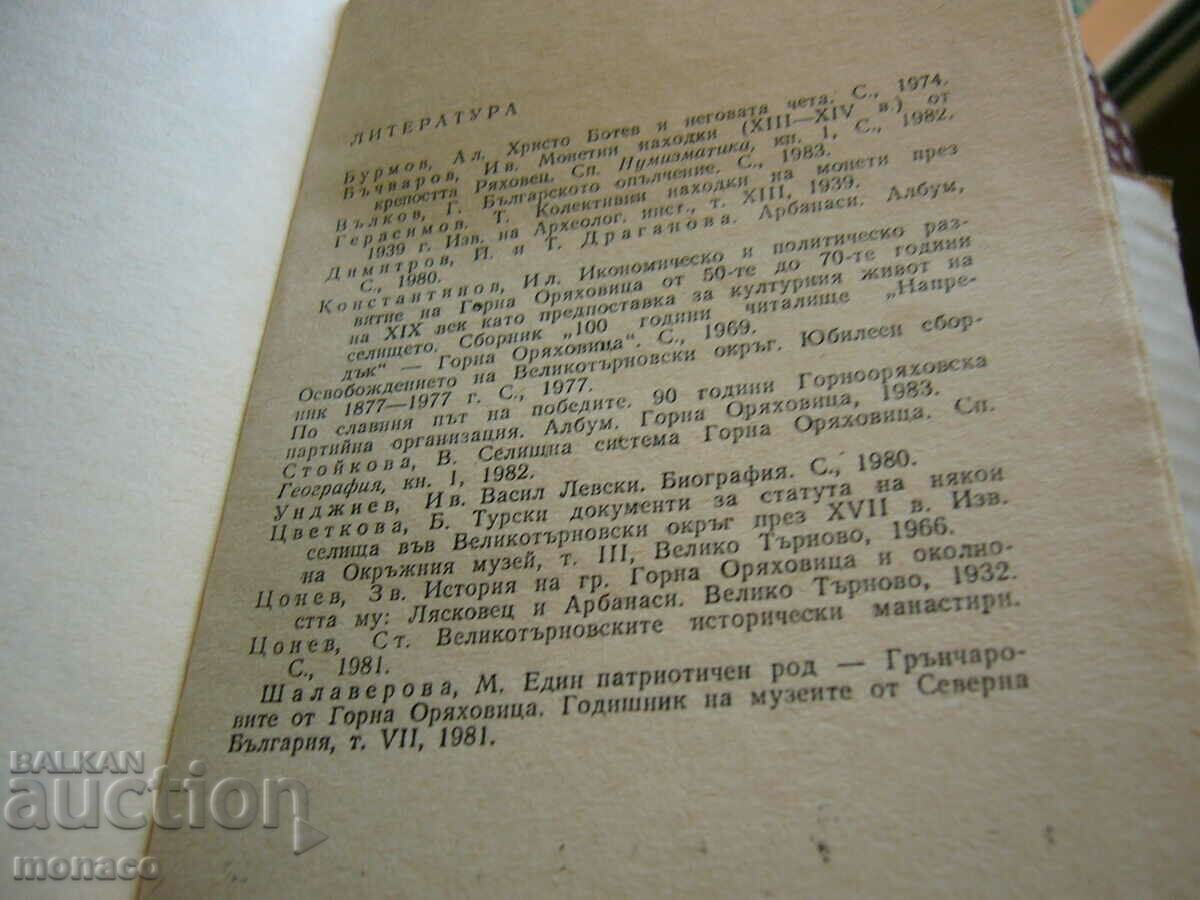 ЛИТЕРАТУРА
Бурмов, Ал. Христо Ботев и неговата чета. С., 1974.
Бъчваров, Ив. Монетни находки (XIII—XIV в.) от
крепостта Ряховец. Сп. Нумизматика, кн. 1, С., 1982.
Вълков, Г. Българското опълчение. С., 1983.
Герасимов, Т. Колективни находки на монети през
1939 г. Изв. на Археолог. инст., т. XIII, 1939.
Димитров, Й. и Т. Драганова. Арбанаси. Албум,
С., 1980.
Константинов, Ил. Икономическо и политическо раз-
витие на Горна Оряховица от 50-те до 70-те години
на XIX век като предпоставка за културния живот на
селището. Сборник „100 години читалище „Напре-
дък“ — Горна Оряховица“. С., 1969.
Освобождението на Великотърновски окръг. Юбилеен сбор-
ник 1877—1977 г. С., 1977.
По славния път на победите. 90 години Горнооряховска
партийна организация. Албум. Горна Оряховица, 1983.
Стойкова, В. Селищна система Горна Оряховица. Сп.
География, кн. 1, 1982.
Унджиев, Ив. Васил Левски. Биография. С., 1980.
Цветкова, Б. Турски документи за статута на някои
селища във Великотърновски окръг през XVII в. Изв.
на Окръжния музей, т. III, Велико Търново, 1966.
Цонев, Зв. История на гр. Горна Оряховица и околно-
стта му: Лясковец и Арбанаси. Велико Търново, 1932.
Цонев, Ст. Великотърновските исторически манастири.
С., 1981.
Шалаверова, М. Един патриотичен род — Грънчаро-
вите от Горна Оряховица. Годишник на музеите от Северна
България, т. VII, 1981.
BALKAN
auction
monaco